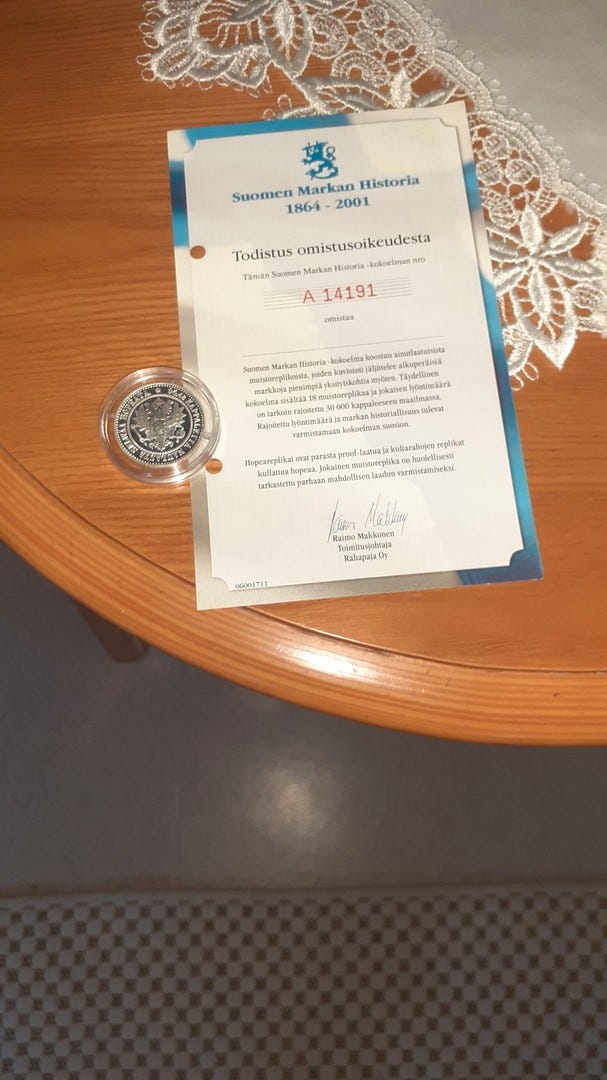 Suomen Markan Historia
1864 - 2001
Todistus omistusoikeudesta
Tämän Suomen Markan Historia -kokoelman nro
A 14191
omistaa
Suomen Markan Historia -kokoelma koostuu ainutlaatuisista
muistoreplikoista, joiden kuviointi jäljittelee alkuperäisiä
markkoja pienimpiä yksityiskohtia myöten. Täydellinen
kokoelma sisältää 18 muistoreplikaa ja jokaisen lyöntimäärä
on tarkoin rajoitettu 30 000 kappaleeseen maailmassa.
Rajoitettu lyöntimäärä ja markan historiallisuus tulevat
varmistamaan kokoelman suosion.
Hopeareplikat ovat parasta proof-laatua ja kultarahojen replikat
kullattua hopeaa. Jokainen muistoreplika on huolellisesti
tarkastettu parhaan mahdollisen laadun varmistamiseksi.
Raimo Makkonen
Toimitusjohtaja
Rahapaja Oy
06001711